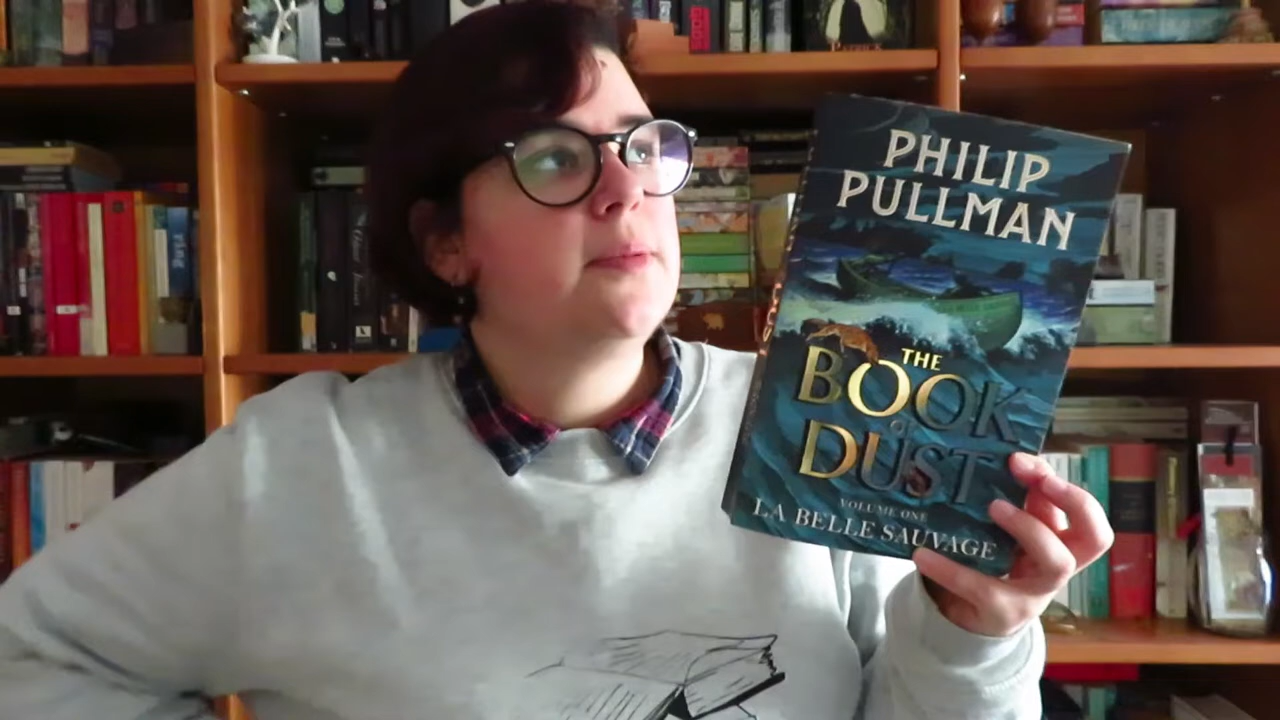 PHILIP
PULLMAN
THE
BOOK
OF
DUST
VOLUME ONE
LA BELLE SAUVAGE